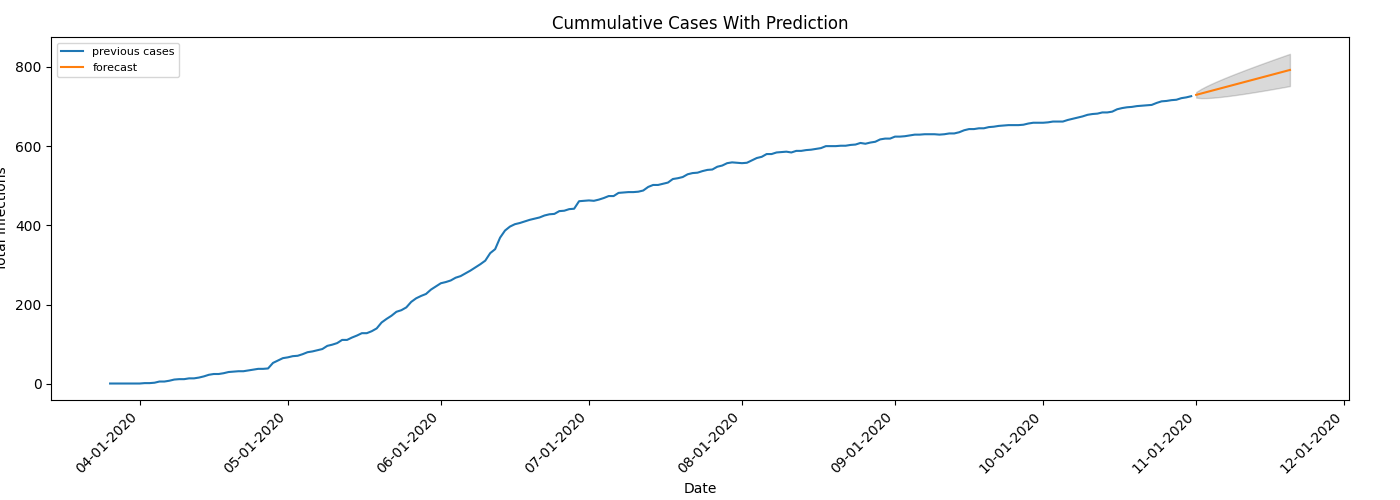 Cummulative Cases With Prediction
previous cases
forecast
800
600
400
200
0
Total Infections
04-01-2020
05-01-2020
06-01-2020
07-01-2020
08-01-2020
09-01-2020
10-01-2020
11-01-2020
12-01-2020
Date